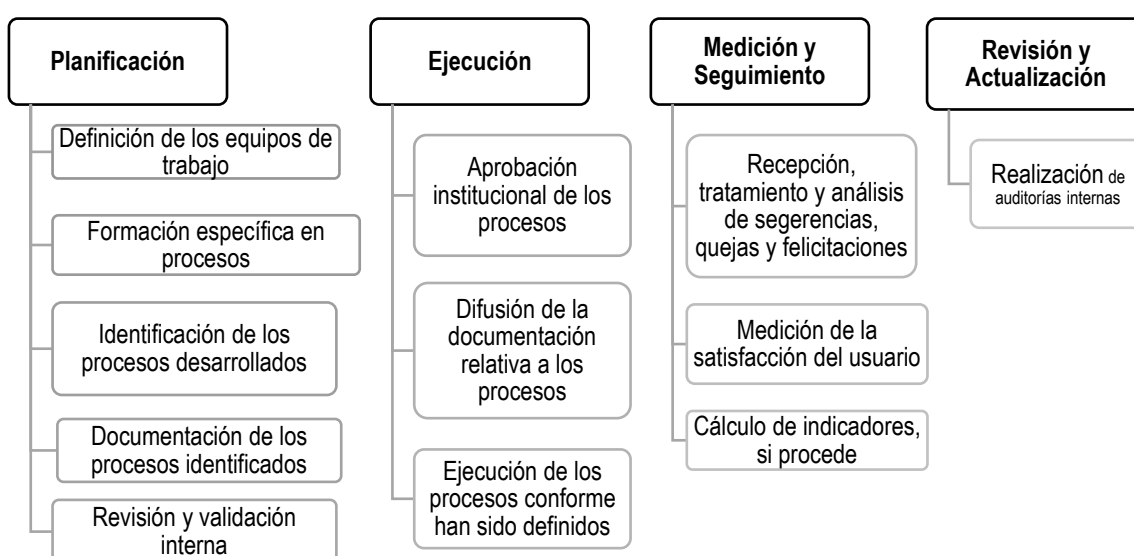 Planificación
Definición de los equipos de
trabajo
Formación específica en
procesos
Identificación de los
procesos desarrollados
Documentación de los
procesos identificados
Revisión y validación
interna
Ejecución
Aprobación
institucional de los
procesos
Difusión de la
documentación
relativa a los
procesos
Ejecución de los
procesos conforme
han sido definidos
Medición y
Seguimiento
Recepción,
tratamiento y análisis
de segerencias,
quejas y felicitaciones
Medición de la
satisfacción del usuario
Cálculo de indicadores,
si procede
Revisión y
Actualización
Realización de
auditorías internas